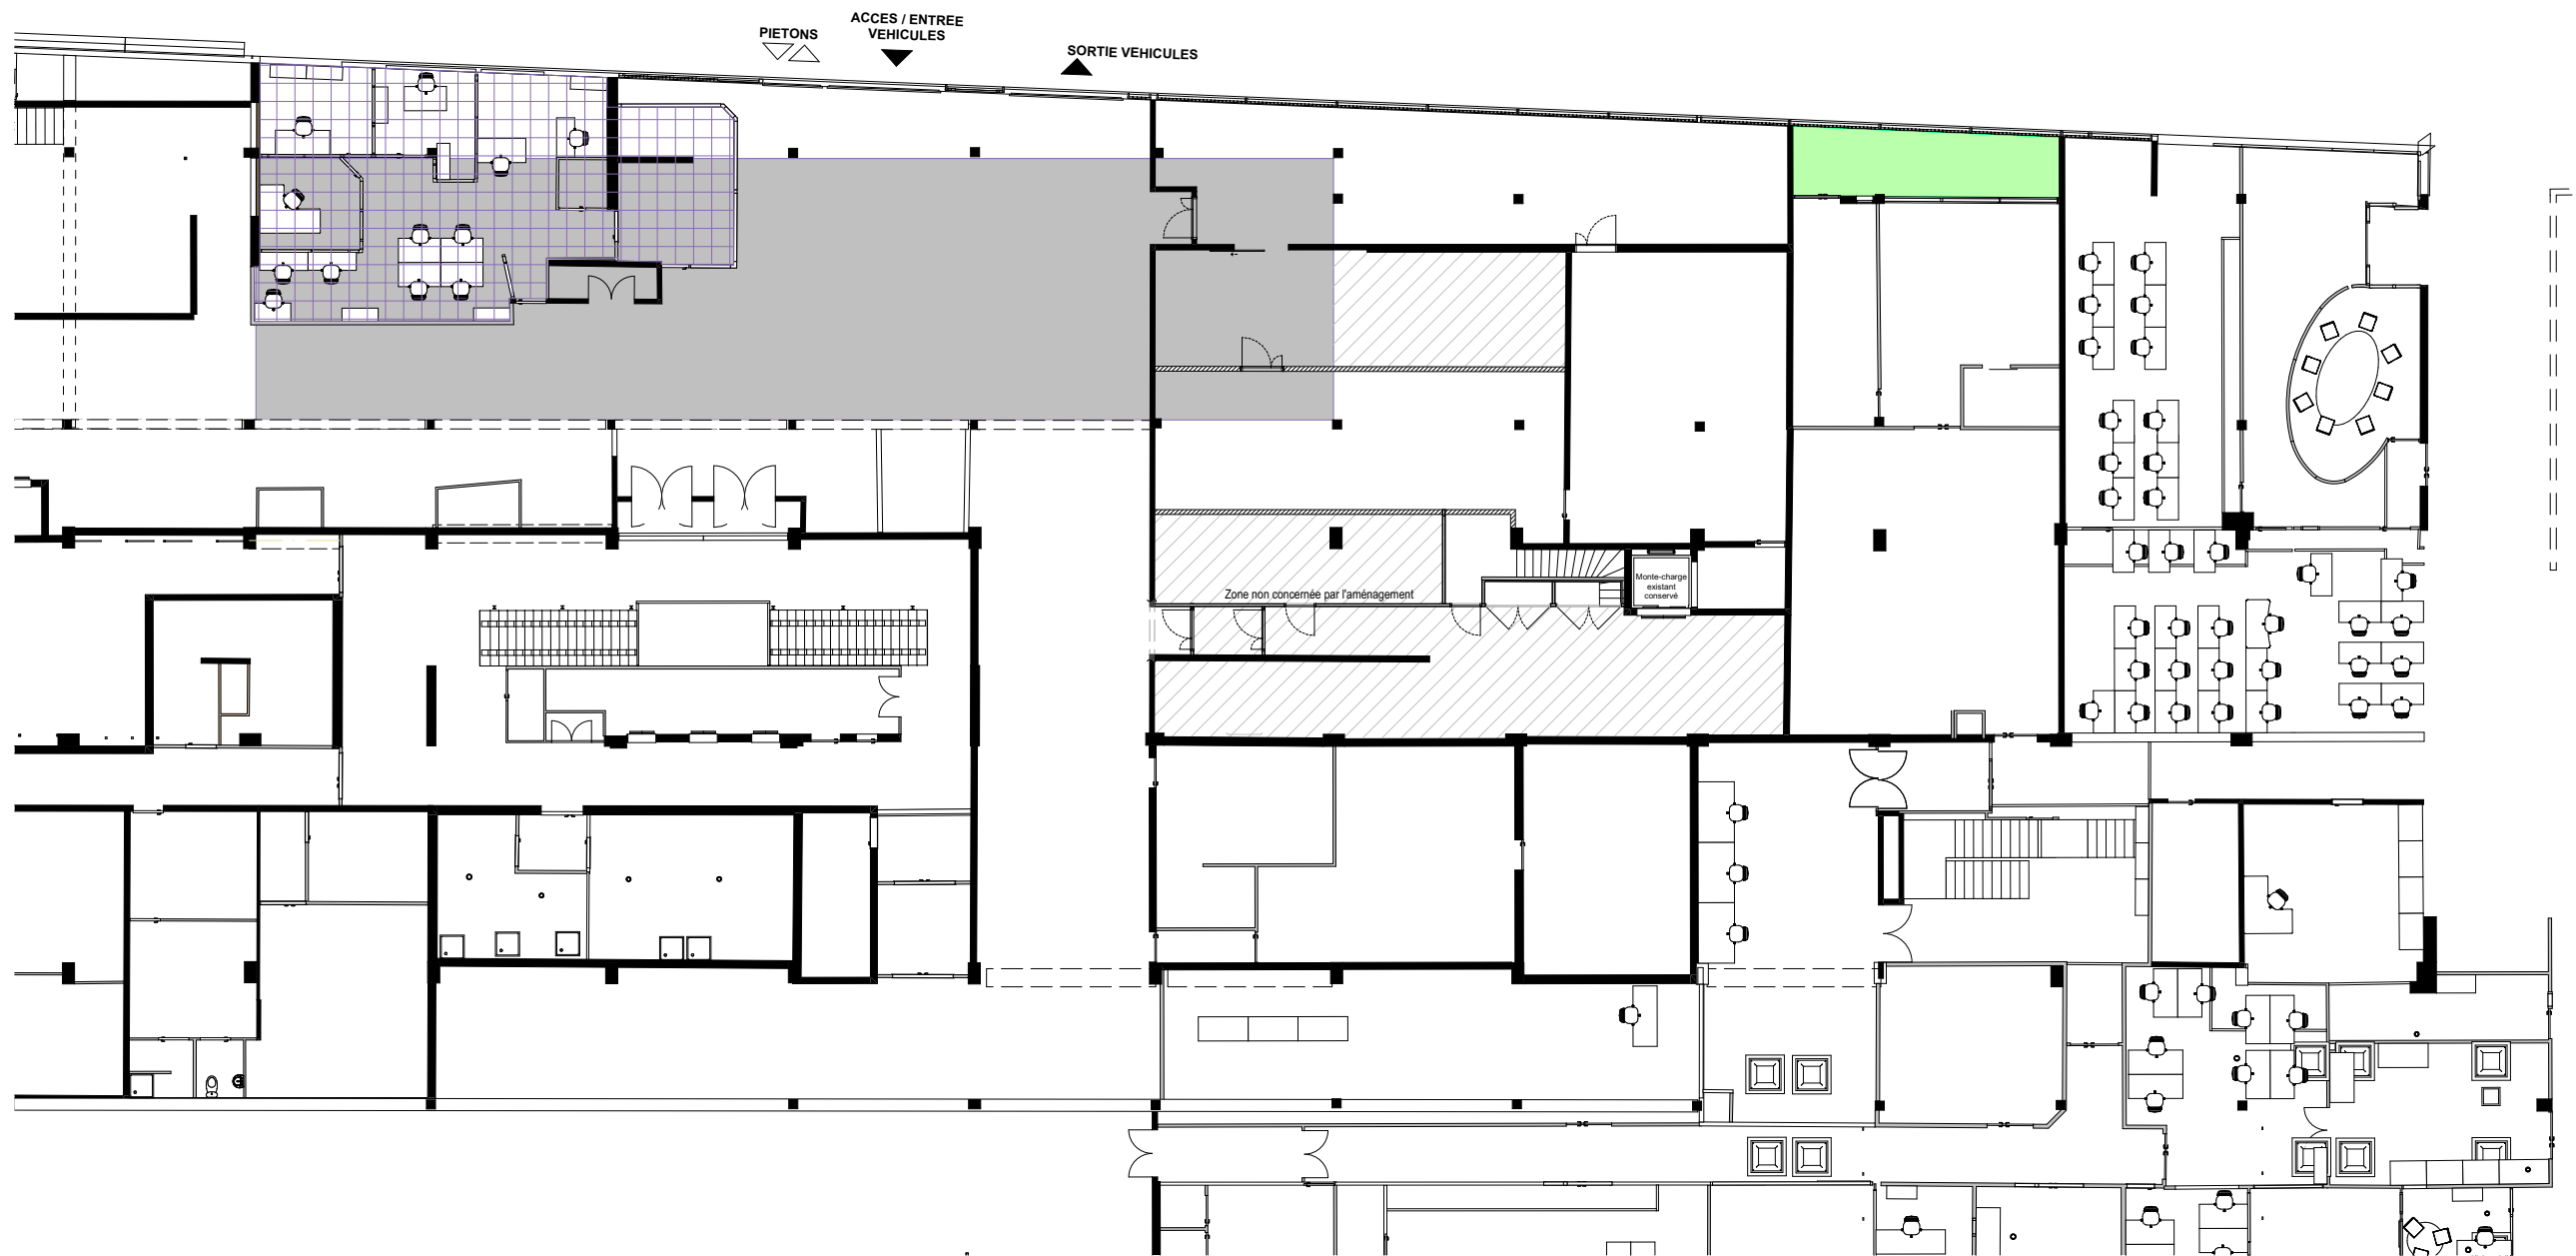 PIETONS
ACCES / ENTREE
VEHICULES
SORTIE VEHICULES
Monte-charge
existant
conservé
Zone non concernée par l'aménagement